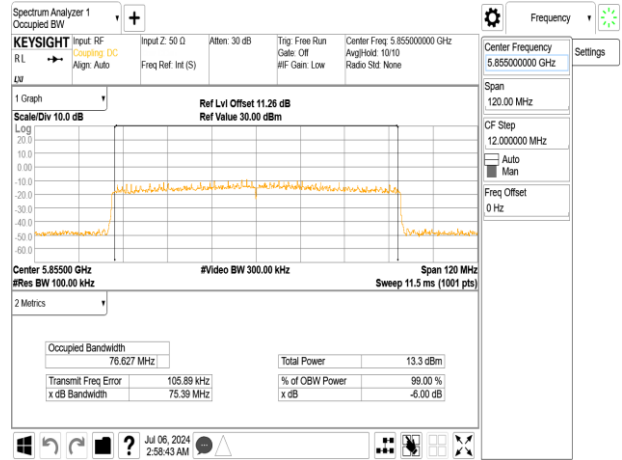 Spectrum Analyzer 1
Occupied BW
▼
+
Frequency
▼
KEYSIGHT
RL
LXI
Input: RF
Coupling: DC
Align: Auto
Input Z: 50 Ω
Freq Ref: Int (S)
Atten: 30 dB
Trig: Free Run
Gate: Off
#IF Gain: Low
Center Freq: 5.855000000 GHz
Avg|Hold: 10/10
Radio Std: None
Center Frequency
5.855000000 GHz
Settings
Span
120.00 MHz
CF Step
12.000000 MHz
Auto
Man
Freq Offset
0 Hz
1 Graph
▼
Scale/Div 10.0 dB
Ref Lvl Offset 11.26 dB
Ref Value 30.00 dBm
Log
20.0
10.0
0.00
-10.0
-20.0
-30.0
-40.0
-50.0
-60.0
Center 5.85500 GHz
#Res BW 100.00 kHz
#Video BW 300.00 kHz
Span 120 MHz
Sweep 11.5 ms (1001 pts)
2 Metrics
▼
Occupied Bandwidth
76.627 MHz
Total Power 13.3 dBm
Transmit Freq Error 105.89 kHz
% of OBW Power 99.00 %
x dB Bandwidth 75.39 MHz
x dB -6.00 dB
?
Jul 06, 2024
2:58:43 AM